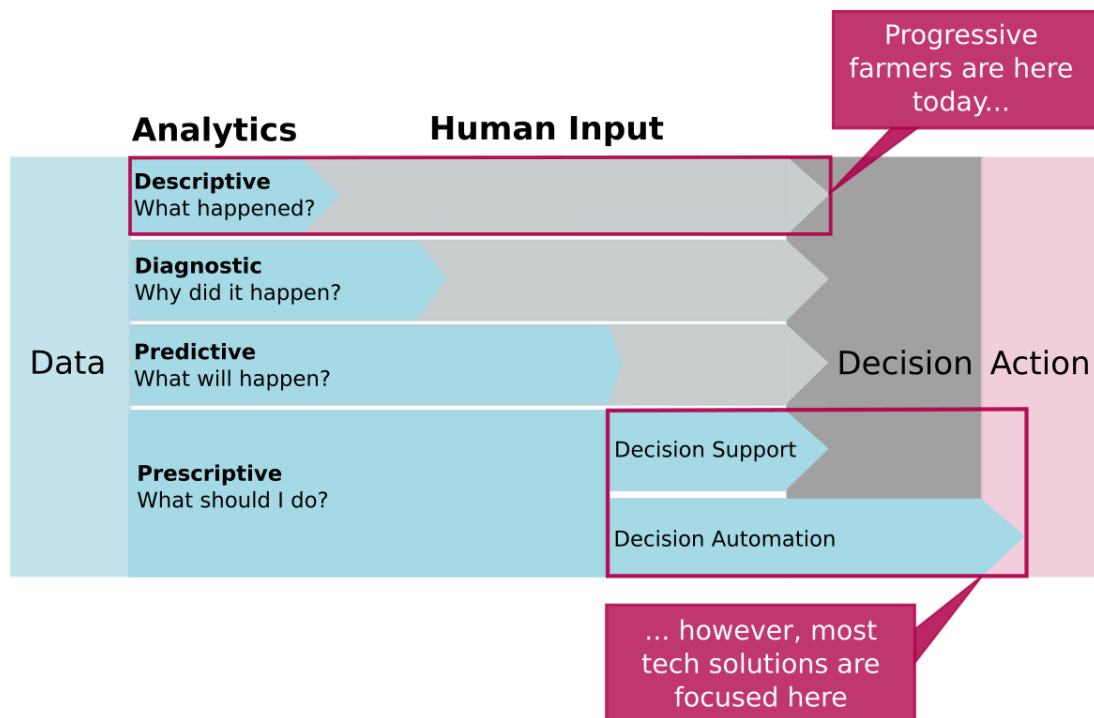 Progressive
farmers are here
today...
Analytics
Human Input
Descriptive
What happened?
Diagnostic
Why did it happen?
Predictive
What will happen?
Data
Decision
Action
Prescriptive
What should I do?
Decision Support
Decision Automation
... however, most
tech solutions are
focused here